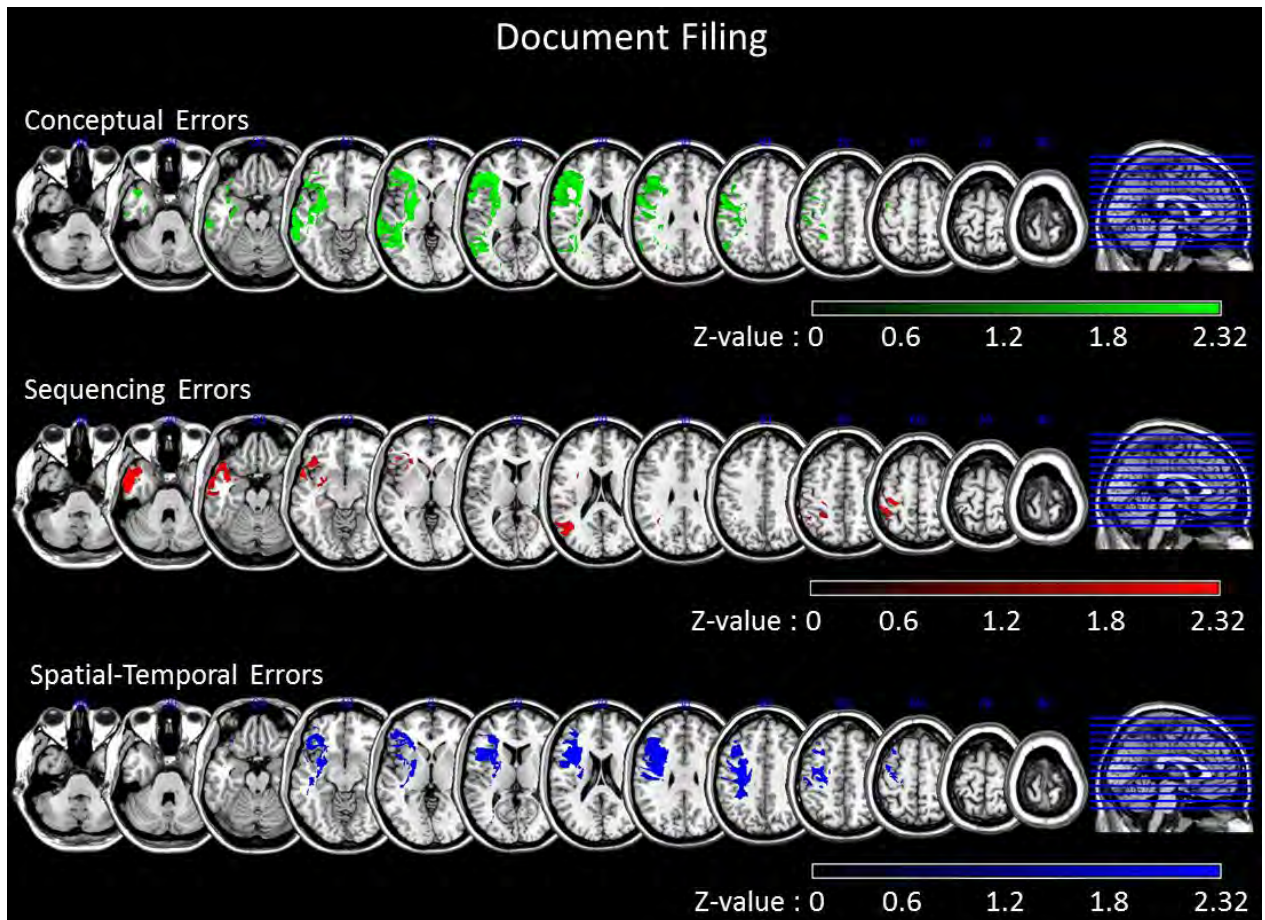 Document Filing
Conceptual Errors
Z-value : 0 0.6 1.2 1.8 2.32
Sequencing Errors
Z-value : 0 0.6 1.2 1.8 2.32
Spatial-Temporal Errors
Z-value : 0 0.6 1.2 1.8 2.32